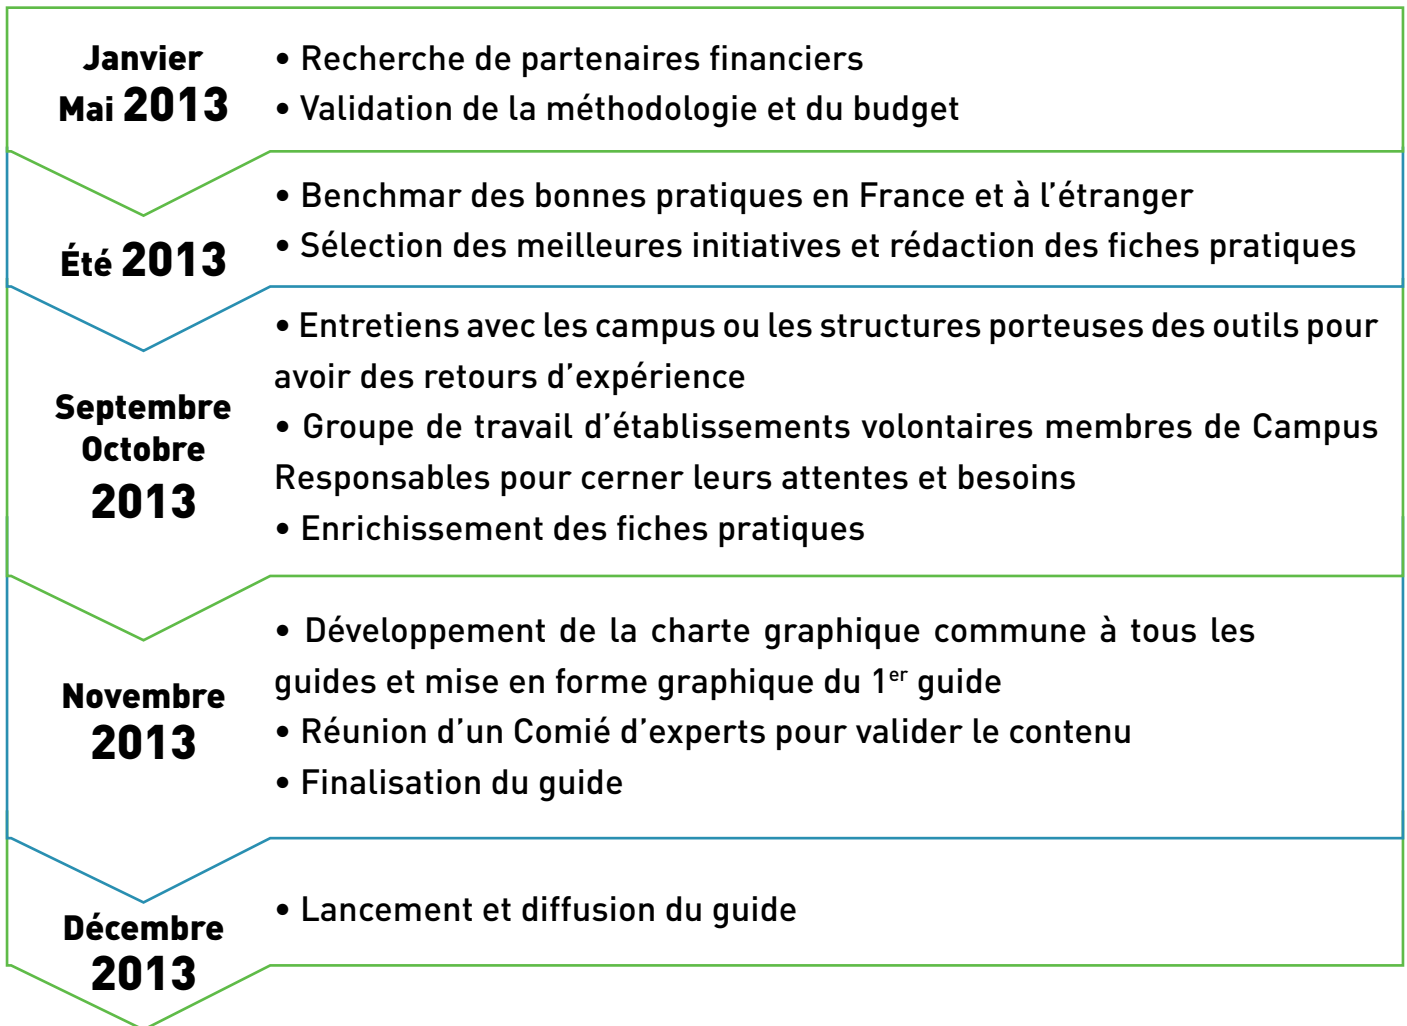 Janvier
Mai 2013
• Recherche de partenaires financiers
• Validation de la méthodologie et du budget
Été 2013
• Benchmar des bonnes pratiques en France et à l’étranger
• Sélection des meilleures initiatives et rédaction des fiches pratiques
Septembre
Octobre
2013
• Entretiens avec les campus ou les structures porteuses des outils pour
avoir des retours d’expérience
• Groupe de travail d’établissements volontaires membres de Campus
Responsables pour cerner leurs attentes et besoins
• Enrichissement des fiches pratiques
Novembre
2013
• Développement de la charte graphique commune à tous les
guides et mise en forme graphique du 1er guide
• Réunion d’un Comié d’experts pour valider le contenu
• Finalisation du guide
Décembre
2013
• Lancement et diffusion du guide